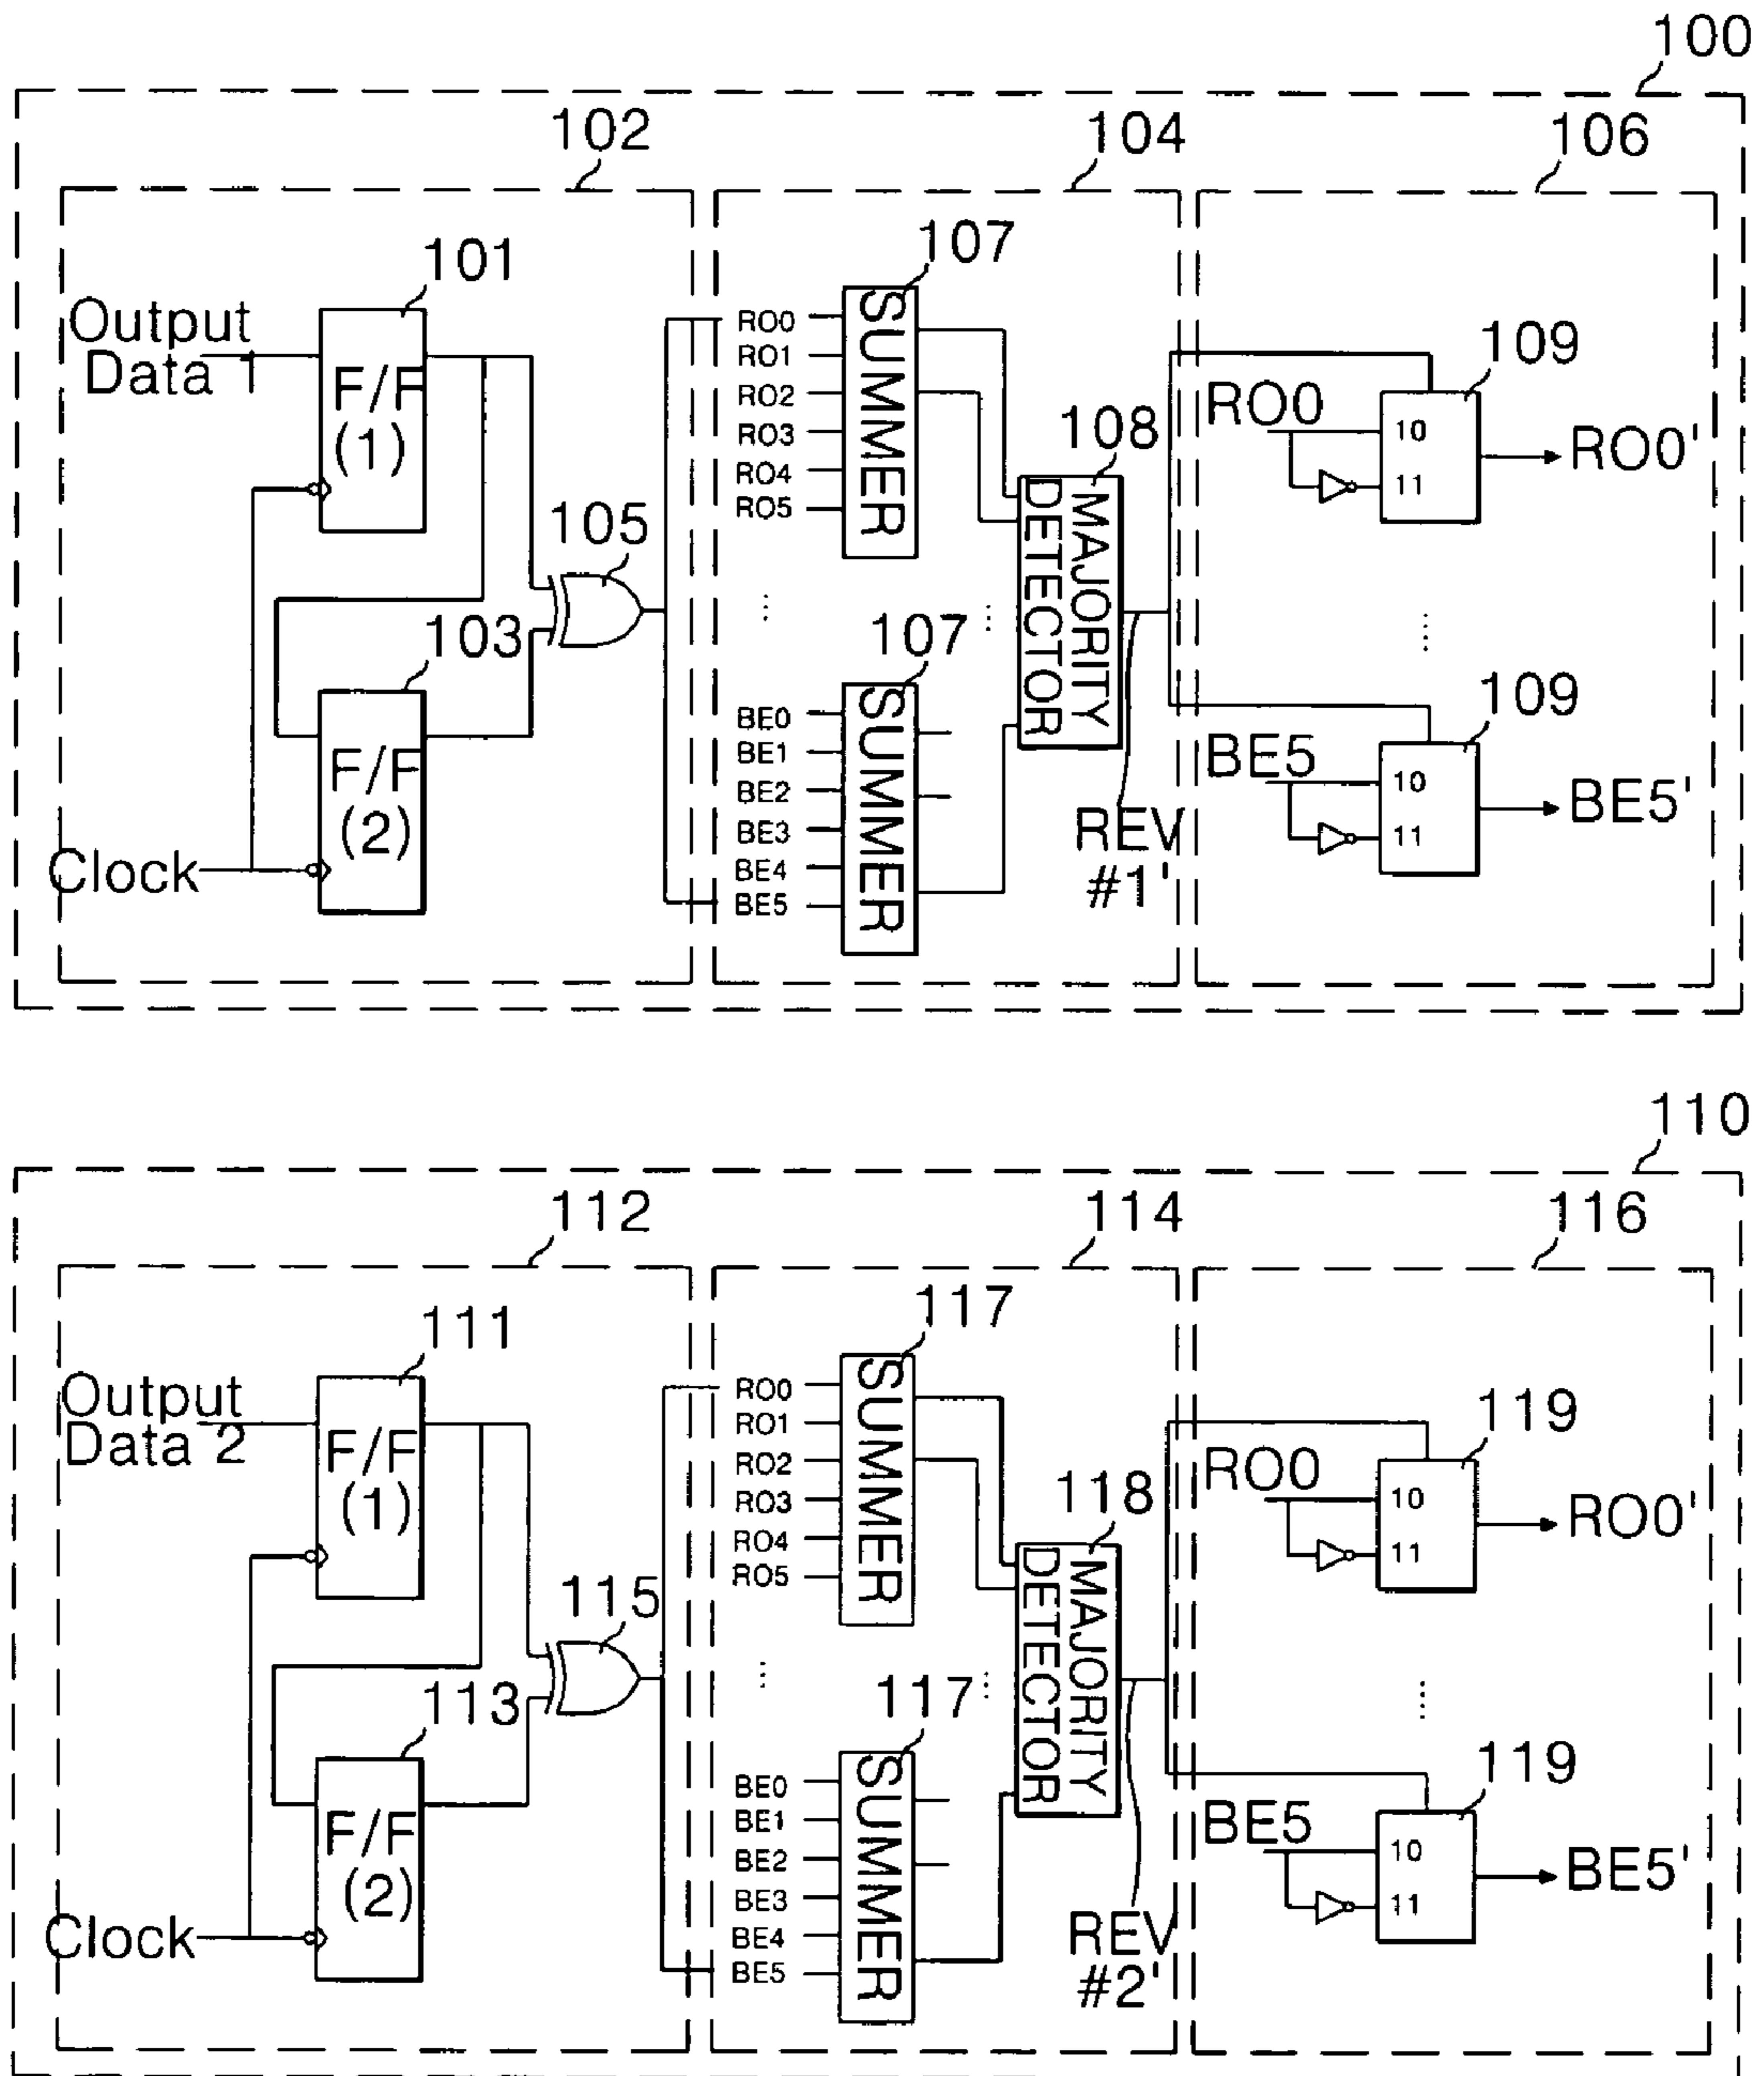 100
102
104
106
101
Output
Data 1
F/F
(1)
103
F/F
(2)
Clock
105
107
RO0
RO1
RO2
RO3
RO4
RO5
SUMMER
...
107
BE0
BE1
BE2
BE3
BE4
BE5
SUMMER
...
108
MAJORITY
DETECTOR
REV
#1'
109
RO0
10
11
RO0'
...
109
BE5
10
11
BE5'
110
112
114
116
111
Output
Data 2
F/F
(1)
113
F/F
(2)
Clock
115
117
RO0
RO1
RO2
RO3
RO4
RO5
SUMMER
...
117
BE0
BE1
BE2
BE3
BE4
BE5
SUMMER
...
118
MAJORITY
DETECTOR
REV
#2'
119
RO0
10
11
RO0'
...
119
BE5
10
11
BE5'